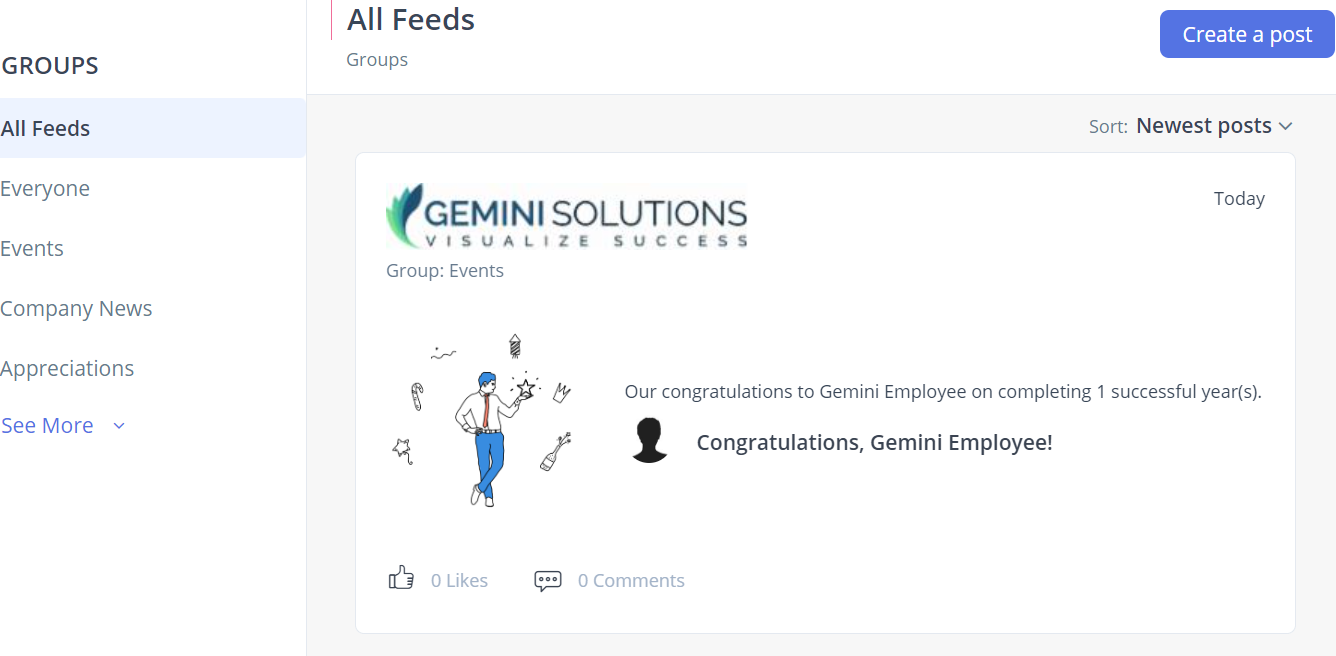 GROUPS
All Feeds
Everyone
Events
Company News
Appreciations
See More
All Feeds
Groups
Create a post
Sort: Newest posts
GEMINI SOLUTIONS
VISUALIZE SUCCESS
Today
Group: Events
Our congratulations to Gemini Employee on completing 1 successful year(s).
Congratulations, Gemini Employee!
0 Likes
0 Comments